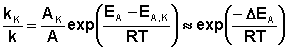 k_K/k = A_K/A exp((E_A − E_A,K)/RT) ≈ exp(−ΔE_A/RT)